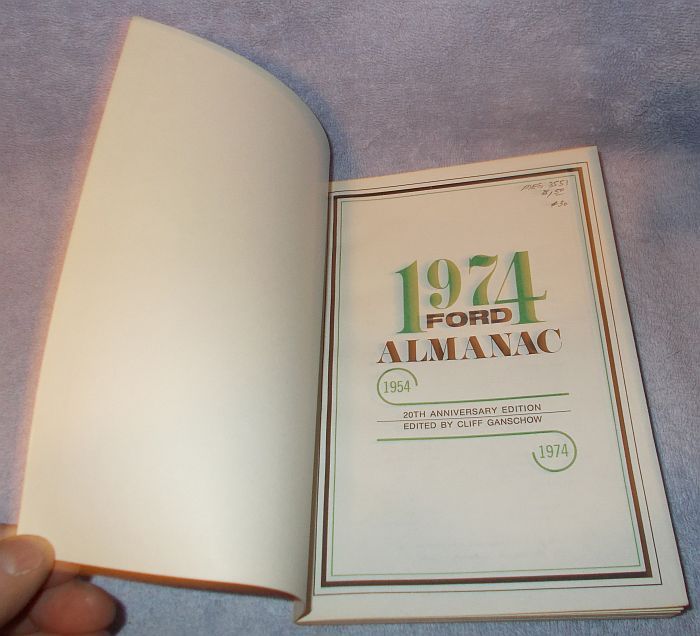 1974
FORD
ALMANAC
1954
20TH ANNIVERSARY EDITION
EDITED BY CLIFF GANSCHOW
1974